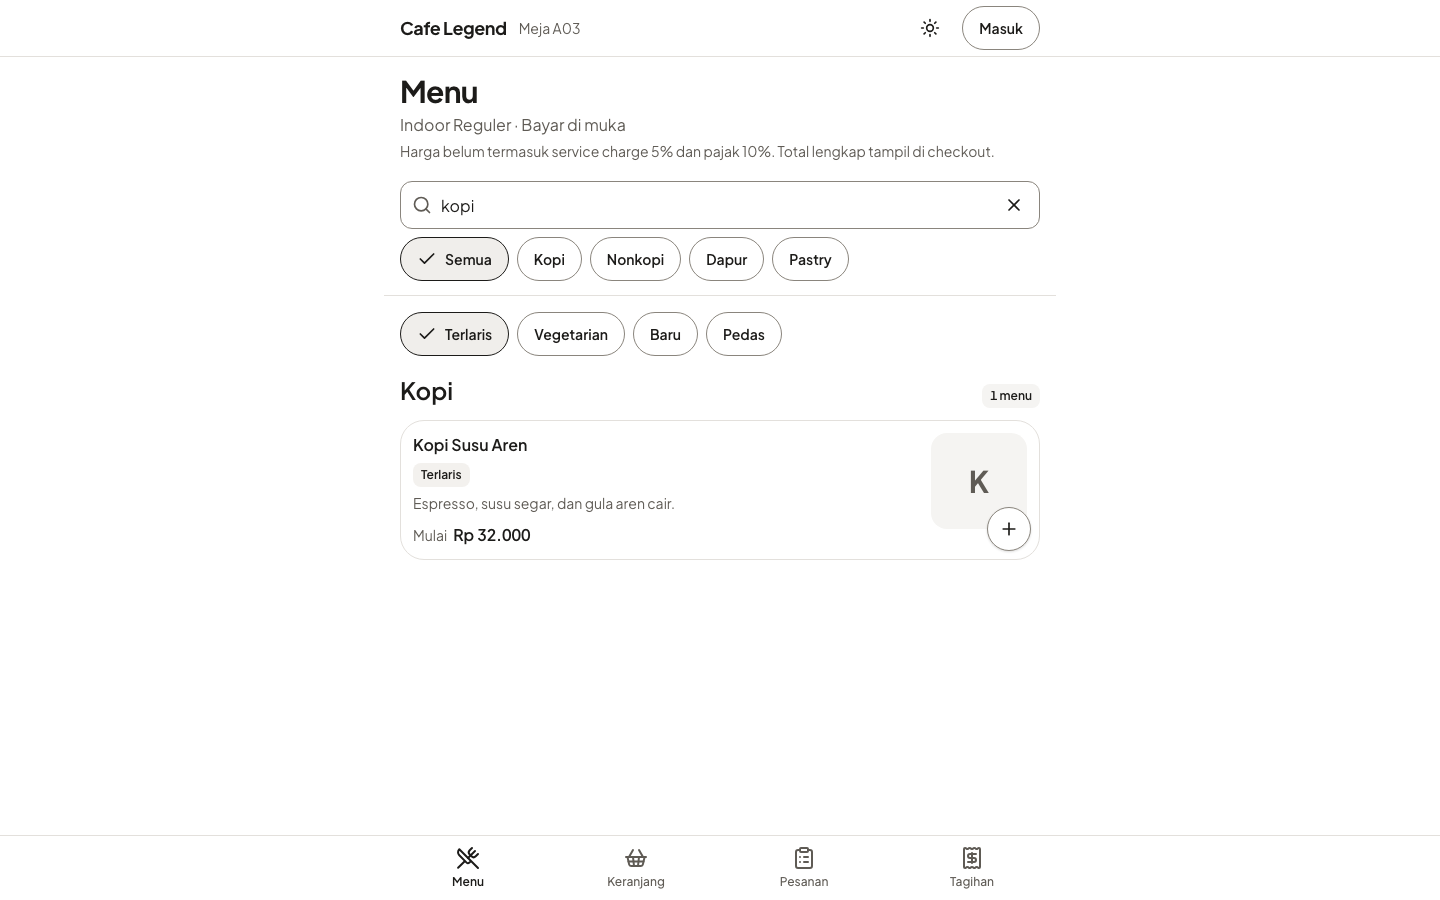 Cafe Legend Meja A03 Masuk
Menu
Indoor Reguler · Bayar di muka
Harga belum termasuk service charge 5% dan pajak 10%. Total lengkap tampil di checkout.
kopi
Semua Kopi Nonkopi Dapur Pastry
Terlaris Vegetarian Baru Pedas
Kopi 1 menu
Kopi Susu Aren
Terlaris
K
Espresso, susu segar, dan gula aren cair.
Mulai Rp 32.000
Menu Keranjang Pesanan Tagihan